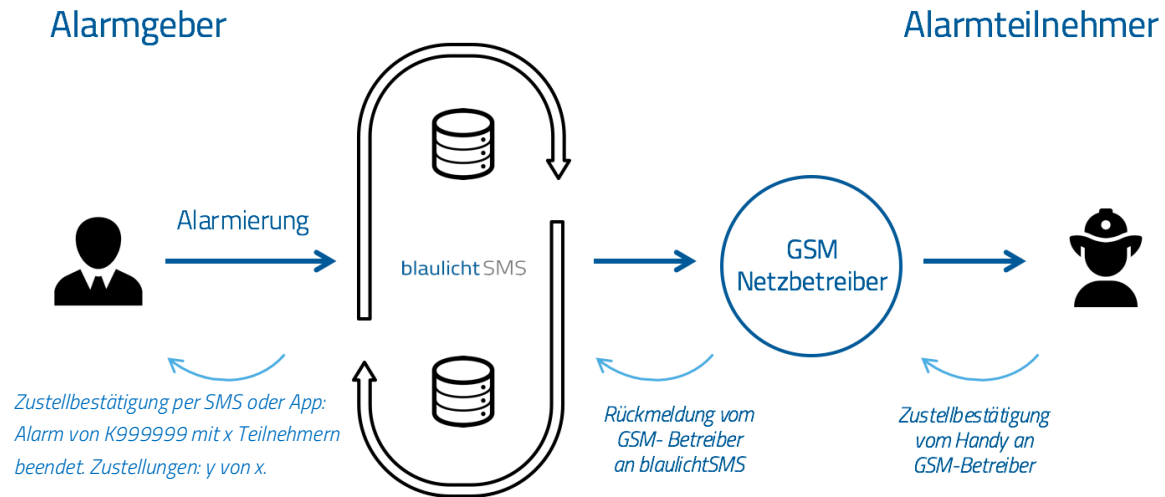 Alarmgeber
Alarmteilnehmer
Alarmierung
blaulichtSMS
GSM
Netzbetreiber
Zustellbestätigung per SMS oder App:
Alarm von K999999 mit x Teilnehmern
beendet. Zustellungen: y von x.
Rückmeldung vom
GSM- Betreiber
an blaulichtSMS
Zustellbestätigung
vom Handy an
GSM-Betreiber